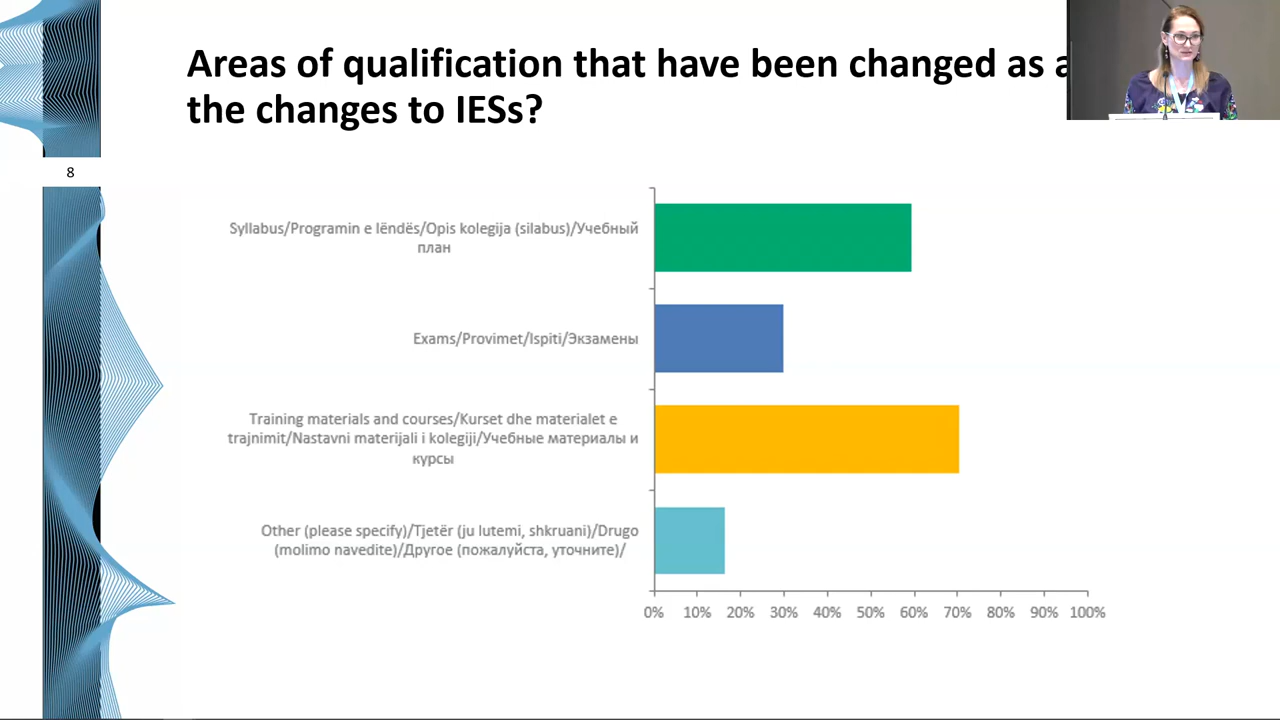 Areas of qualification that have been changed as a
the changes to IESs?
8
Syllabus/Programin e lëndës/Opis kolegija (silabus)/Учебный
план
Exams/Provimet/Ispiti/Экзамены
Training materials and courses/Kurset dhe materialet e
trajnimit/Nastavni materijali i kolegiji/Учебные материалы и
курсы
Other (please specify)/Tjetër (ju lutemi, shkruani)/Drugo
(molimo navedite)/Другое (пожалуйста, уточните)/
0% 10% 20% 30% 40% 50% 60% 70% 80% 90% 100%